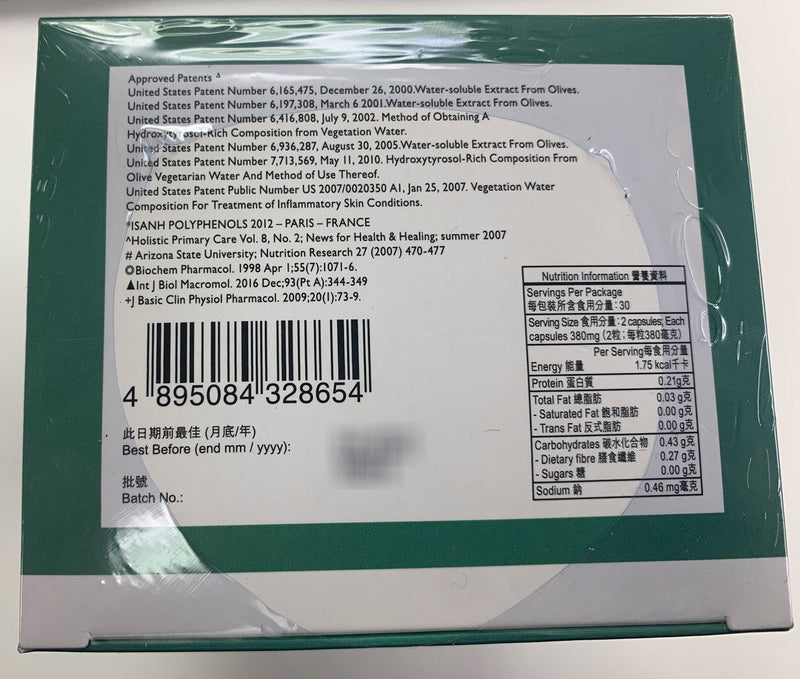 Approved Patents ᐞ
United States Patent Number 6,165,475, December 26, 2000.Water-soluble Extract From Olives.
United States Patent Number 6,197,308, March 6 2001.Water-soluble Extract From Olives.
United States Patent Number 6,416,808, July 9, 2002. Method of Obtaining A
Hydroxytyrosol-Rich Composition from Vegetation Water.
United States Patent Number 6,936,287, August 30, 2005.Water-soluble Extract From Olives.
United States Patent Number 7,713,569, May 11, 2010. Hydroxytyrosol-Rich Composition From
Olive Vegetarian Water And Method of Use Thereof.
United States Patent Public Number US 2007/0020350 A1, Jan 25, 2007. Vegetation Water
Composition For Treatment of Inflammatory Skin Conditions.
*ISANH POLYPHENOLS 2012 – PARIS – FRANCE
^Holistic Primary Care Vol. 8, No. 2; News for Health & Healing; summer 2007
# Arizona State University; Nutrition Research 27 (2007) 470-477
◎Biochem Pharmacol. 1998 Apr 1;55(7):1071-6.
▲Int J Biol Macromol. 2016 Dec;93(Pt A):344-349
+J Basic Clin Physiol Pharmacol. 2009;20(1):73-9.
4 895084 328654
此日期前最佳 (月底/年)
Best Before (end mm / yyyy):
批號
Batch No.:
Nutrition Information 營養資料
Servings Per Package
每包裝所含食用分量：30
Serving Size 食用分量：2 capsules; Each
capsules 380mg (2粒；每粒380毫克)
Per Serving每食用分量
Energy 能量 1.75 kcal千卡
Protein 蛋白質 0.21g克
Total Fat 總脂肪 0.03 g克
- Saturated Fat 飽和脂肪 0.00 g克
- Trans Fat 反式脂肪 0.00 g克
Carbohydrates 碳水化合物 0.43 g克
- Dietary fibre 膳食纖維 0.27 g克
- Sugars 糖 0.00 g克
Sodium 鈉 0.46 mg毫克